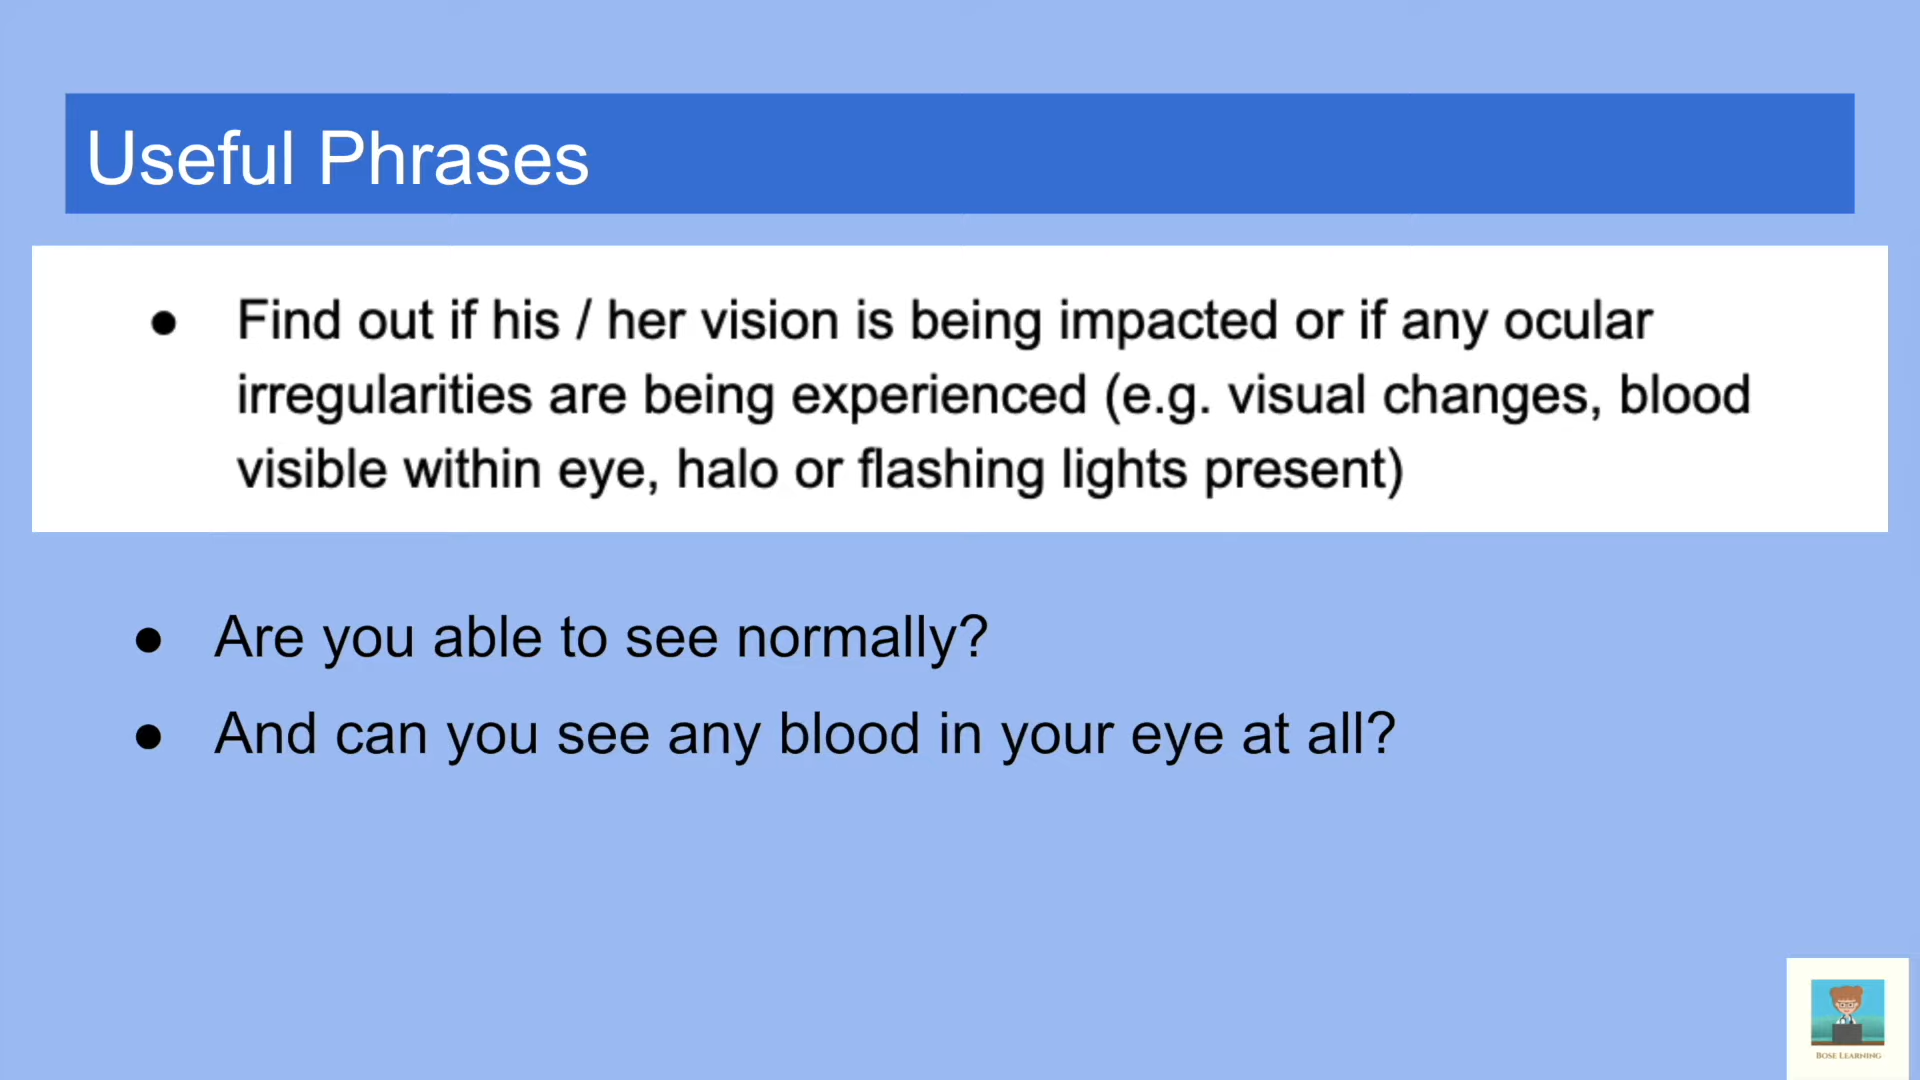 Useful Phrases
● Find out if his / her vision is being impacted or if any ocular
irregularities are being experienced (e.g. visual changes, blood
visible within eye, halo or flashing lights present)
● Are you able to see normally?
● And can you see any blood in your eye at all?
BOSE LEARNING